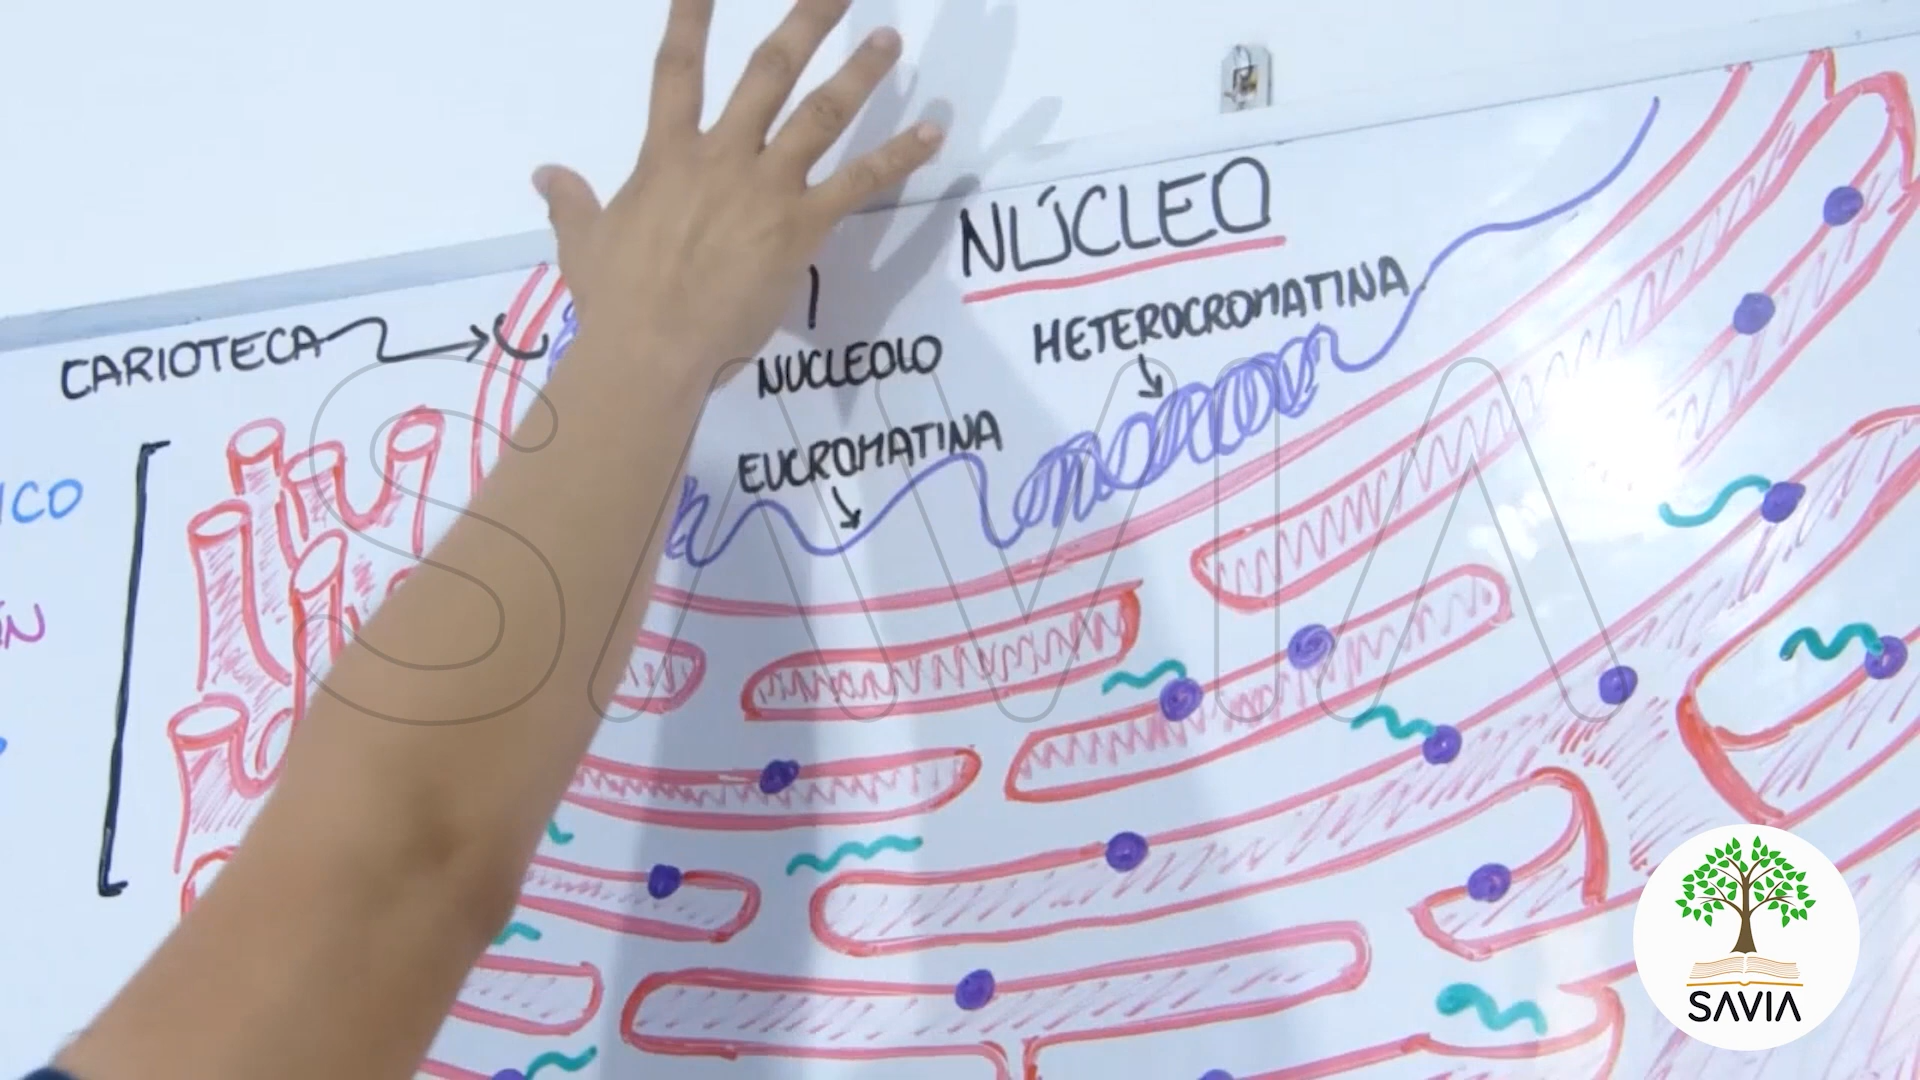 NÚCLEO
HETEROCROMATINA
CARIOTECA
NUCLEOLO
EUCROMATINA
SAVIA
SAVIA